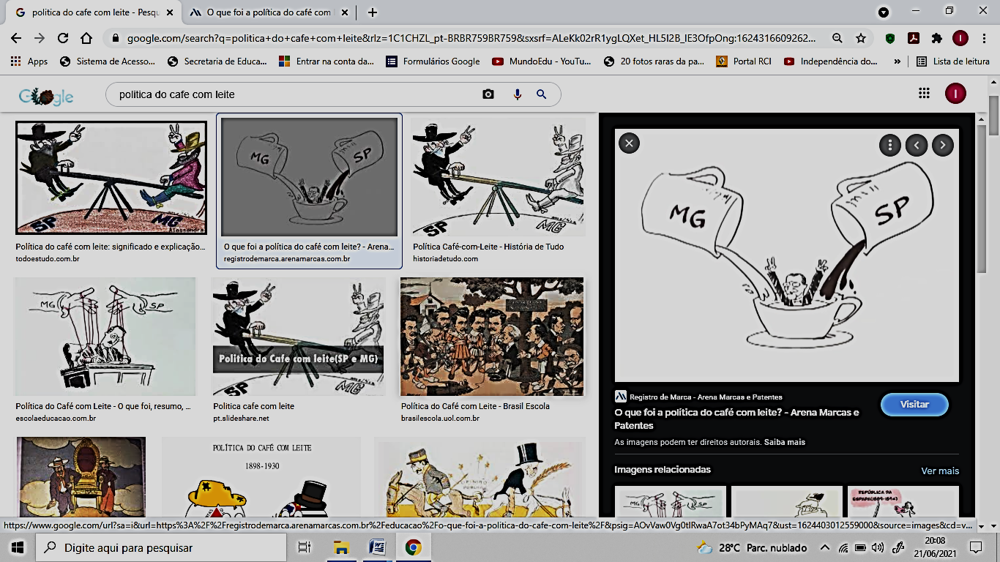 politica do cafe com leite - Pesqu
O que foi a política do café com
google.com/search?q=politica+do+cafe+com+leite&rlz=1C1CHZL_pt-BRBR759BR759&sxsrf=ALeKk02rR1ygLQXet_HL5I2B_IE3OfpOng:1624316609262...
Apps
Sistema de Acesso...
Secretaria de Educa...
Entrar na conta da...
Formulários Google
MundoEdu - YouTu...
20 fotos raras da pa...
Portal RCI
Independência do...
»
Lista de leitura
Google
politica do cafe com leite
I
SP
MG
Política do café com leite: significado e explicação...
todoestudo.com.br
MG
SP
O que foi a política do café com leite? - Arena...
registrodemarca.arenamarcas.com.br
SP
MG
Política Café-com-Leite - História de Tudo
historiadetudo.com
MG
SP
Política do Café com Leite - O que foi, resumo, ...
escolaeducacao.com.br
Politica do Cafe com leite(SP e MG)
SP
MG
Politica cafe com leite
pt.slideshare.net
Política do Café com Leite - Brasil Escola
brasilescola.uol.com.br
POLÍTICA DO CAFÉ COM LEITE
1898-1930
MG
SP
Registro de Marca - Arena Marcas e Patentes
O que foi a política do café com leite? - Arena Marcas e
Patentes
Visitar
As imagens podem ter direitos autorais. Saiba mais
Imagens relacionadas
Ver mais
MG
SP
REPÚBLICA DA
ESPADA(1889-1894)
https://www.google.com/url?sa=i&url=https%3A%2F%2Fregistrodemarca.arenamarcas.com.br%2Feducacao%2Fo-que-foi-a-politica-do-cafe-com-leite%2F&psig=AOvVaw0Vg0tIRwaA7ot34bPyMAq7&ust=1624403012559000&source=images&cd=v...
Digite aqui para pesquisar
28°C Parc. nublado
20:08
21/06/2021